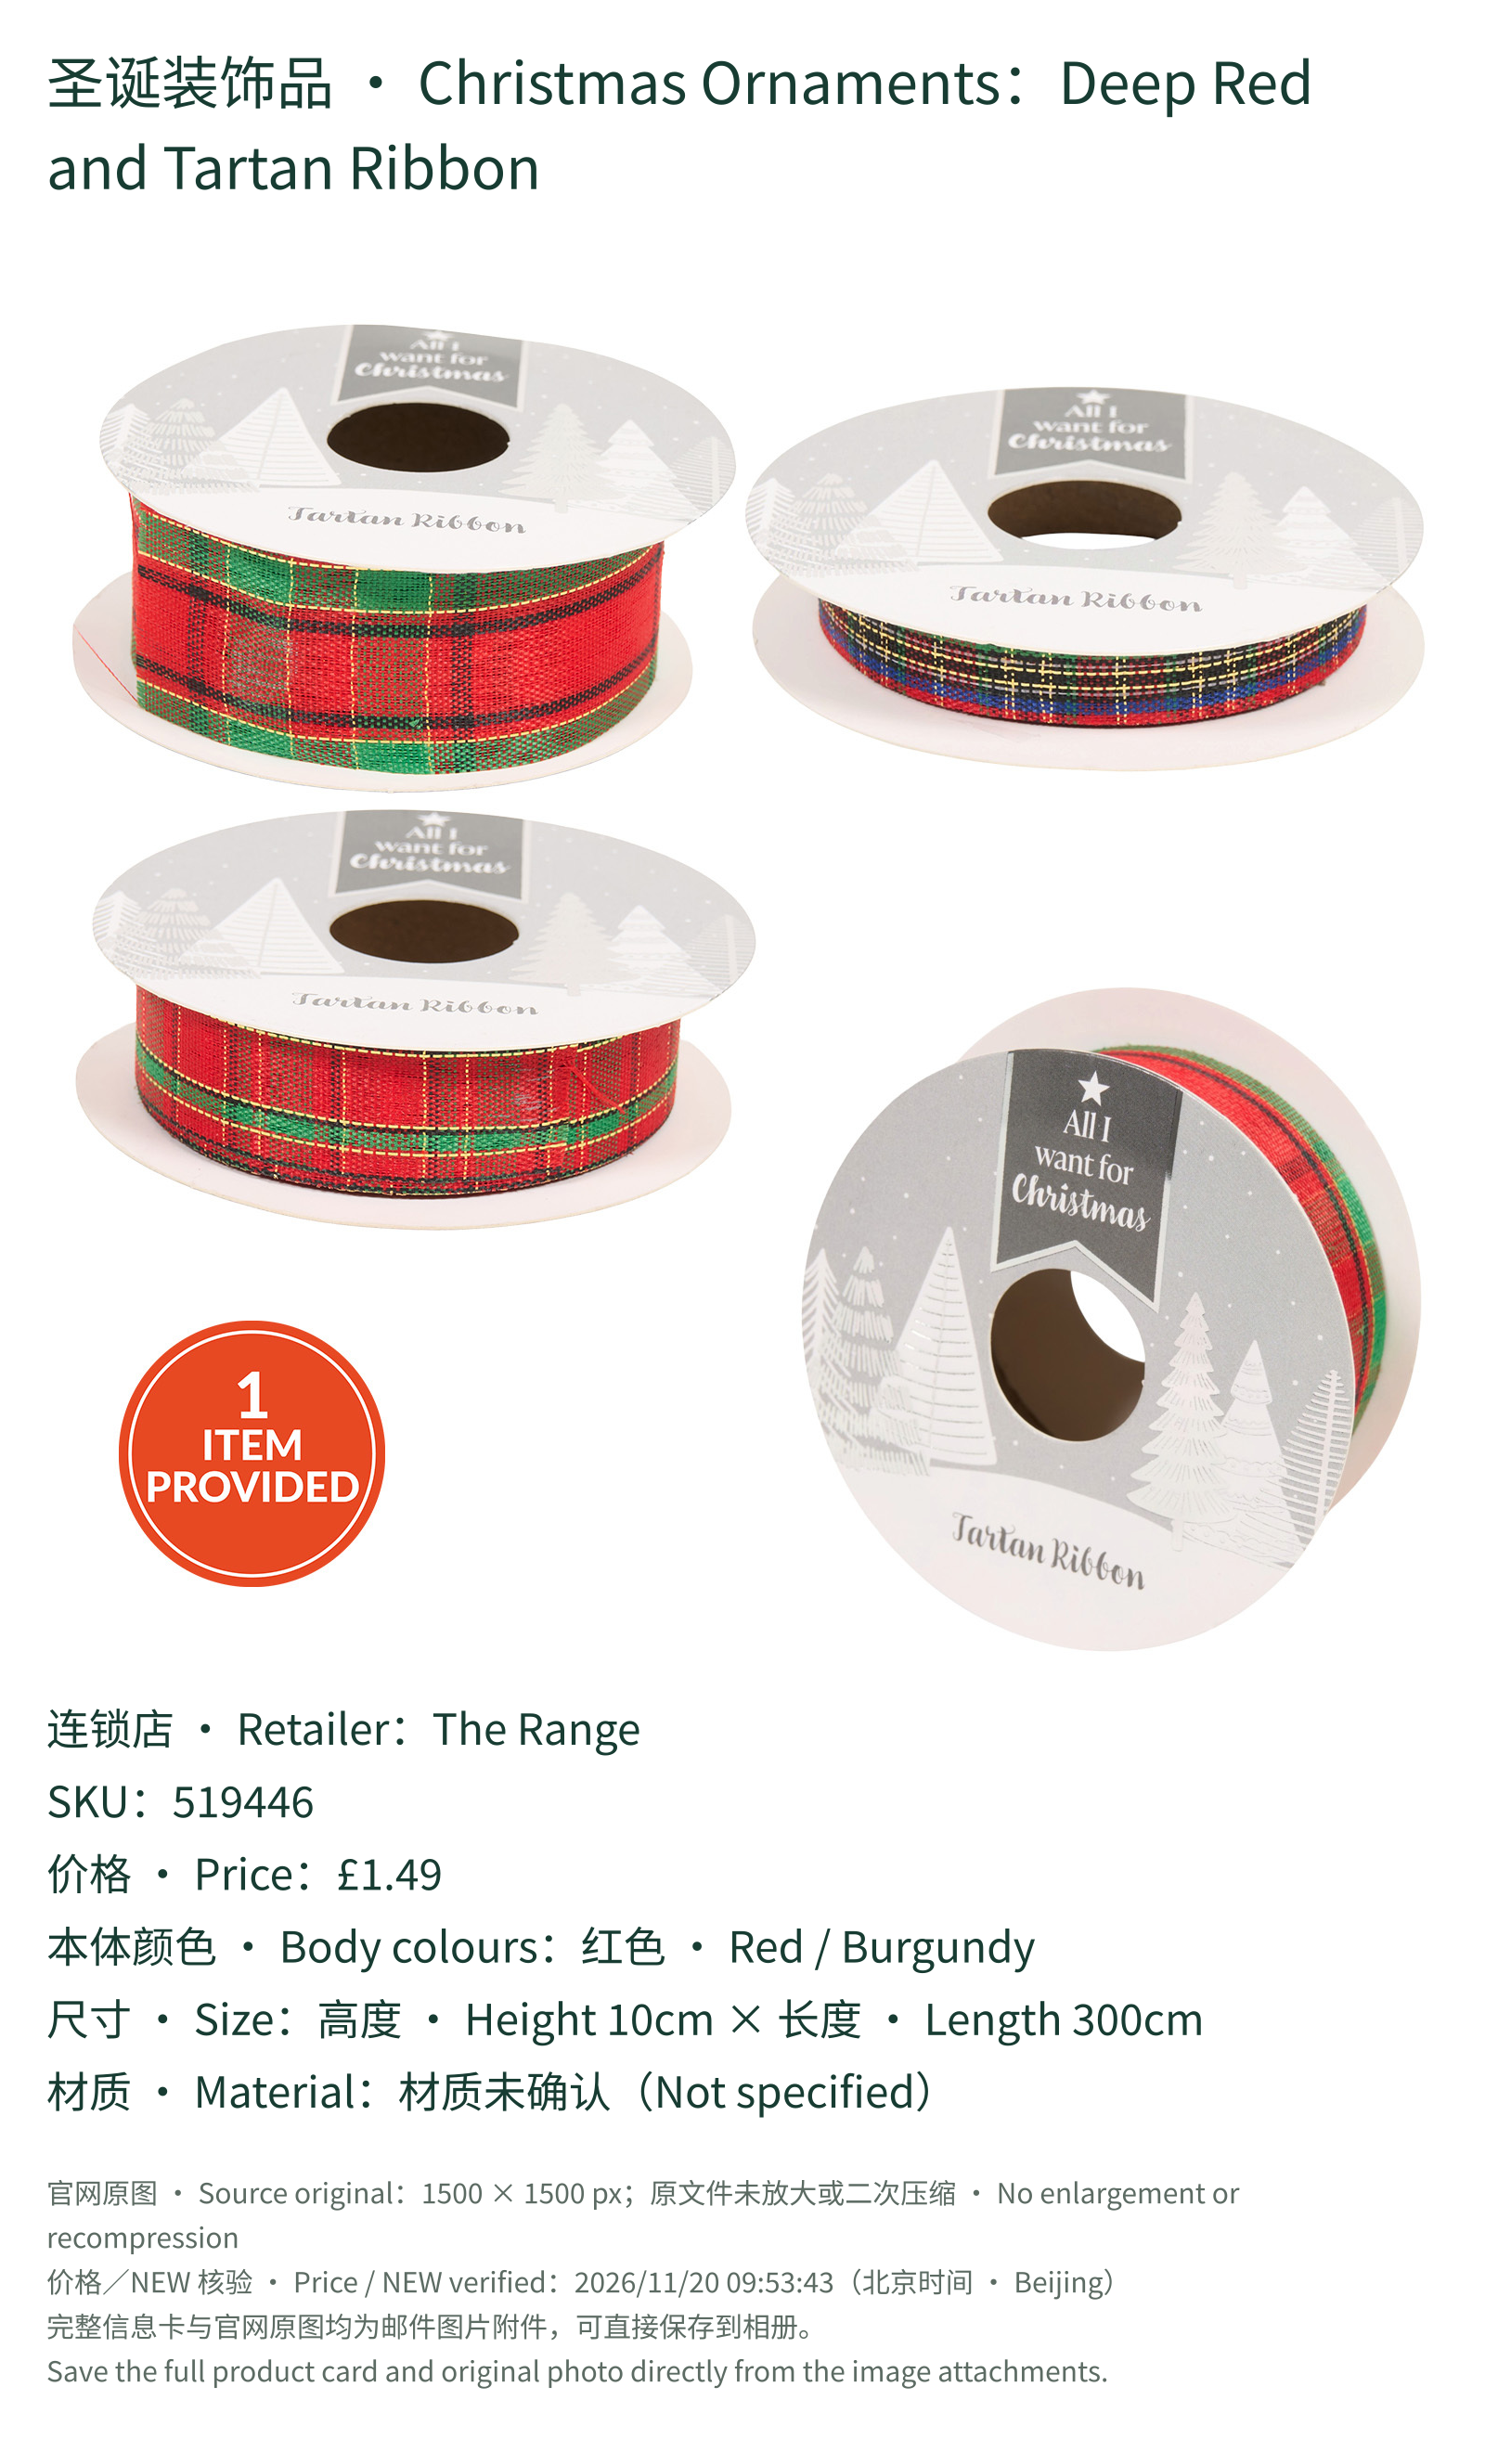 圣诞装饰品 · Christmas Ornaments：Deep Red
and Tartan Ribbon
All I
want for
Christmas
Tartan Ribbon
All I
want for
Christmas
Tartan Ribbon
All I
want for
Christmas
Tartan Ribbon
All I
want for
Christmas
Tartan Ribbon
1
ITEM
PROVIDED
连锁店 · Retailer：The Range
SKU：519446
价格 · Price：£1.49
本体颜色 · Body colours：红色 · Red / Burgundy
尺寸 · Size：高度 · Height 10cm × 长度 · Length 300cm
材质 · Material：材质未确认（Not specified）
官网原图 · Source original：1500 × 1500 px；原文件未放大或二次压缩 · No enlargement or
recompression
价格／NEW 核验 · Price / NEW verified：2026/11/20 09:53:43（北京时间 · Beijing）
完整信息卡与官网原图均为邮件图片附件，可直接保存到相册。
Save the full product card and original photo directly from the image attachments.